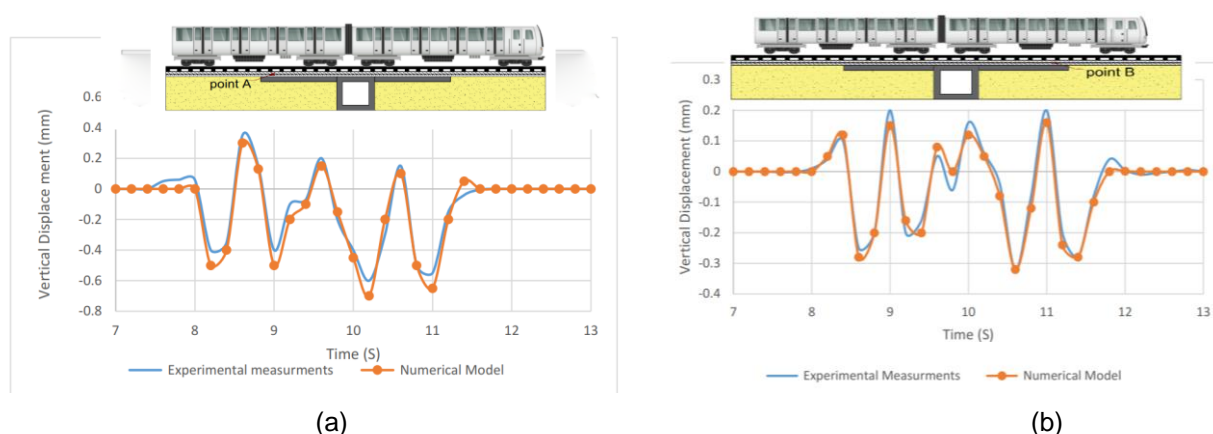 point A
Vertical Displace ment (mm)
0.6
0.4
0.2
0
-0.2
-0.4
-0.6
-0.8
7 8 9 10 11 12 13
Time (S)
Experimental measurments Numerical Model
(a)
point B
Vertical Displacement (mm)
0.3
0.2
0.1
0
-0.1
-0.2
-0.3
-0.4
7 8 9 10 11 12 13
Time (S)
Experimental Measurments Numerical Model
(b)